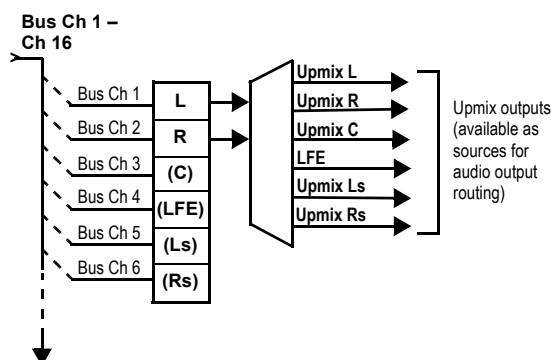 Bus Ch 1 –
Ch 16
Bus Ch 1
Bus Ch 2
Bus Ch 3
Bus Ch 4
Bus Ch 5
Bus Ch 6
L
R
(C)
(LFE)
(Ls)
(Rs)
Upmix L
Upmix R
Upmix C
LFE
Upmix Ls
Upmix Rs
Upmix outputs
(available as
sources for
audio output
routing)